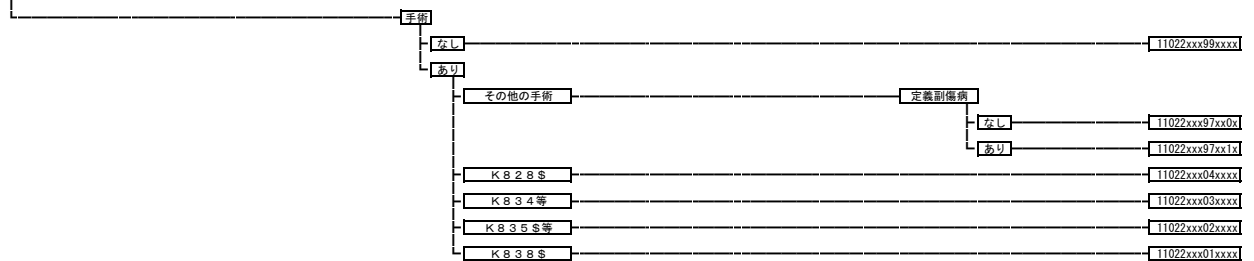 手術
なし 11022xxx99xxxx
あり
その他の手術 定義副傷病
なし 11022xxx97xx0x
あり 11022xxx97xx1x
K828$ 11022xxx04xxxx
K834等 11022xxx03xxxx
K835$等 11022xxx02xxxx
K838$ 11022xxx01xxxx